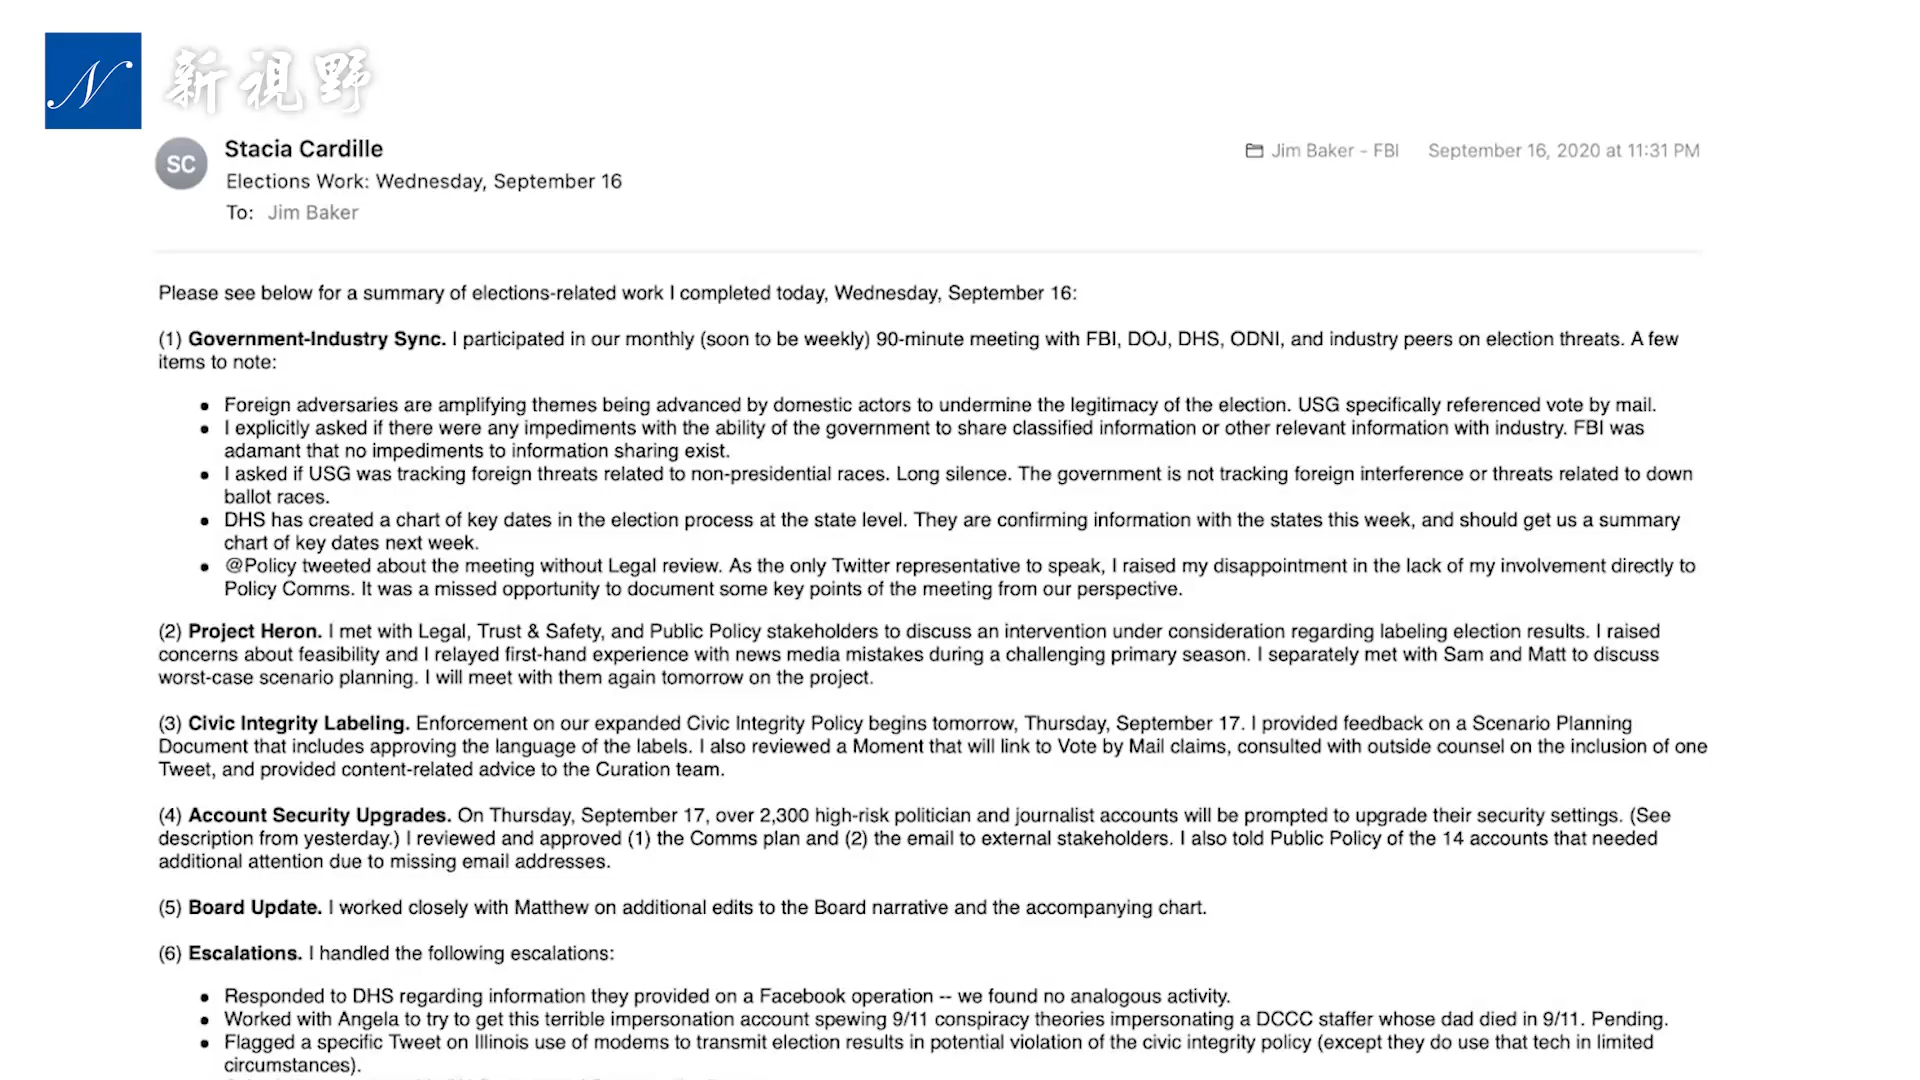 N 新視野
SC
Stacia Cardille
Jim Baker - FBI September 16, 2020 at 11:31 PM
Elections Work: Wednesday, September 16
To: Jim Baker
Please see below for a summary of elections-related work I completed today, Wednesday, September 16:
(1) Government-Industry Sync. I participated in our monthly (soon to be weekly) 90-minute meeting with FBI, DOJ, DHS, ODNI, and industry peers on election threats. A few
items to note:
• Foreign adversaries are amplifying themes being advanced by domestic actors to undermine the legitimacy of the election. USG specifically referenced vote by mail.
• I explicitly asked if there were any impediments with the ability of the government to share classified information or other relevant information with industry. FBI was
adamant that no impediments to information sharing exist.
• I asked if USG was tracking foreign threats related to non-presidential races. Long silence. The government is not tracking foreign interference or threats related to down
ballot races.
• DHS has created a chart of key dates in the election process at the state level. They are confirming information with the states this week, and should get us a summary
chart of key dates next week.
• @Policy tweeted about the meeting without Legal review. As the only Twitter representative to speak, I raised my disappointment in the lack of my involvement directly to
Policy Comms. It was a missed opportunity to document some key points of the meeting from our perspective.
(2) Project Heron. I met with Legal, Trust & Safety, and Public Policy stakeholders to discuss an intervention under consideration regarding labeling election results. I raised
concerns about feasibility and I relayed first-hand experience with news media mistakes during a challenging primary season. I separately met with Sam and Matt to discuss
worst-case scenario planning. I will meet with them again tomorrow on the project.
(3) Civic Integrity Labeling. Enforcement on our expanded Civic Integrity Policy begins tomorrow, Thursday, September 17. I provided feedback on a Scenario Planning
Document that includes approving the language of the labels. I also reviewed a Moment that will link to Vote by Mail claims, consulted with outside counsel on the inclusion of one
Tweet, and provided content-related advice to the Curation team.
(4) Account Security Upgrades. On Thursday, September 17, over 2,300 high-risk politician and journalist accounts will be prompted to upgrade their security settings. (See
description from yesterday.) I reviewed and approved (1) the Comms plan and (2) the email to external stakeholders. I also told Public Policy of the 14 accounts that needed
additional attention due to missing email addresses.
(5) Board Update. I worked closely with Matthew on additional edits to the Board narrative and the accompanying chart.
(6) Escalations. I handled the following escalations:
• Responded to DHS regarding information they provided on a Facebook operation -- we found no analogous activity.
• Worked with Angela to try to get this terrible impersonation account spewing 9/11 conspiracy theories impersonating a DCCC staffer whose dad died in 9/11. Pending.
• Flagged a specific Tweet on Illinois use of modems to transmit election results in potential violation of the civic integrity policy (except they do use that tech in limited
circumstances).